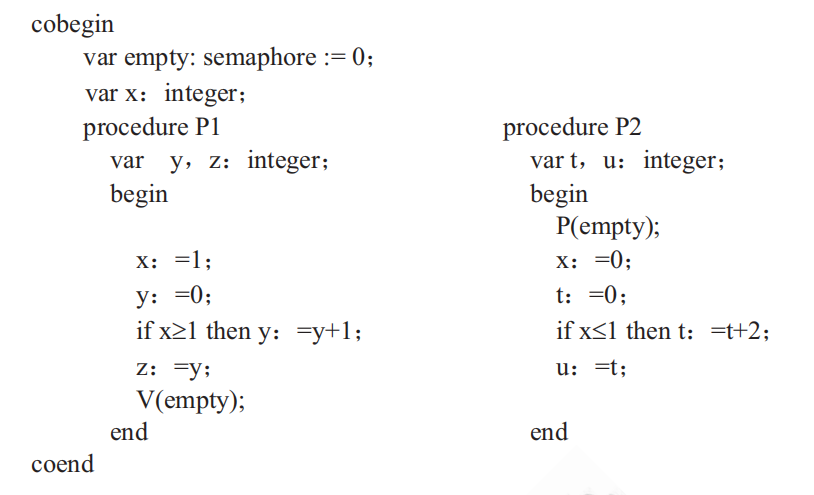 cobegin
var empty: semaphore := 0；
var x：integer；
procedure P1 procedure P2
var y，z：integer； var t，u：integer；
begin begin
P(empty);
x：=1； x：=0；
y：=0； t：=0；
if x≥1 then y：=y+1； if x≤1 then t：=t+2；
z：=y； u：=t；
V(empty);
end end
coend